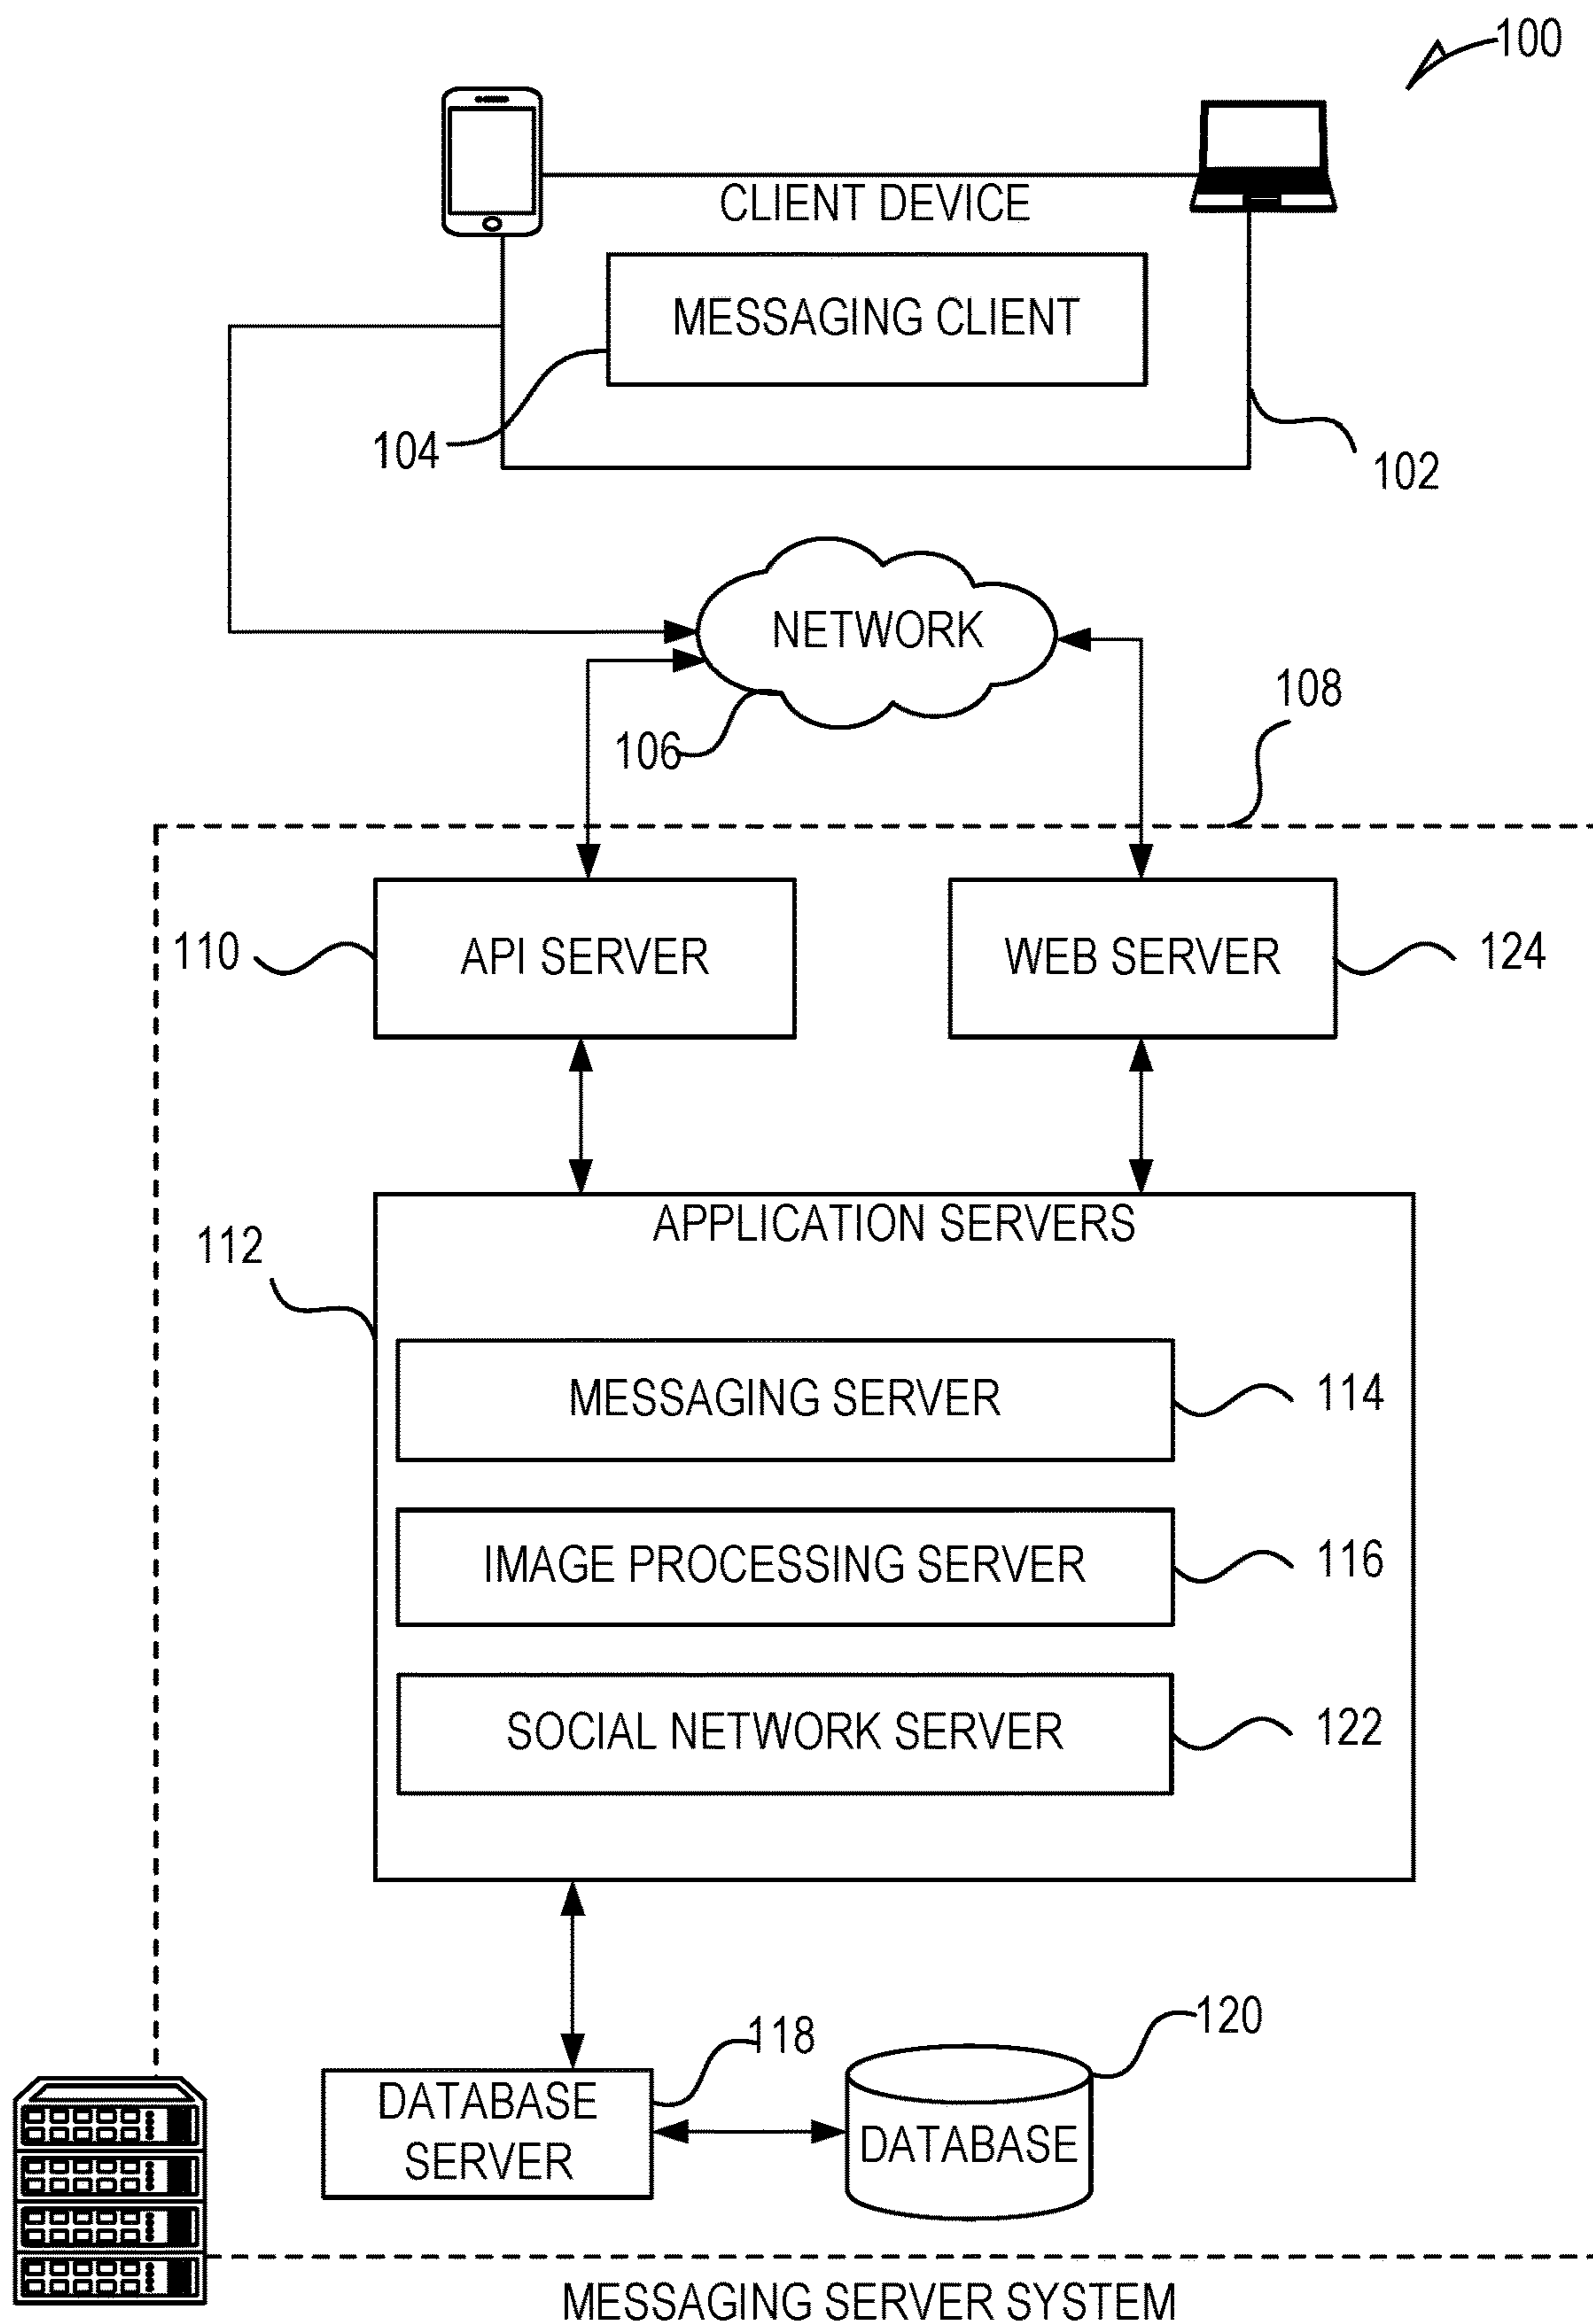 100
CLIENT DEVICE
MESSAGING CLIENT
104
102
NETWORK
106
108
110
API SERVER
WEB SERVER
124
APPLICATION SERVERS
112
MESSAGING SERVER
114
IMAGE PROCESSING SERVER
116
SOCIAL NETWORK SERVER
122
118
120
DATABASE
SERVER
DATABASE
MESSAGING SERVER SYSTEM